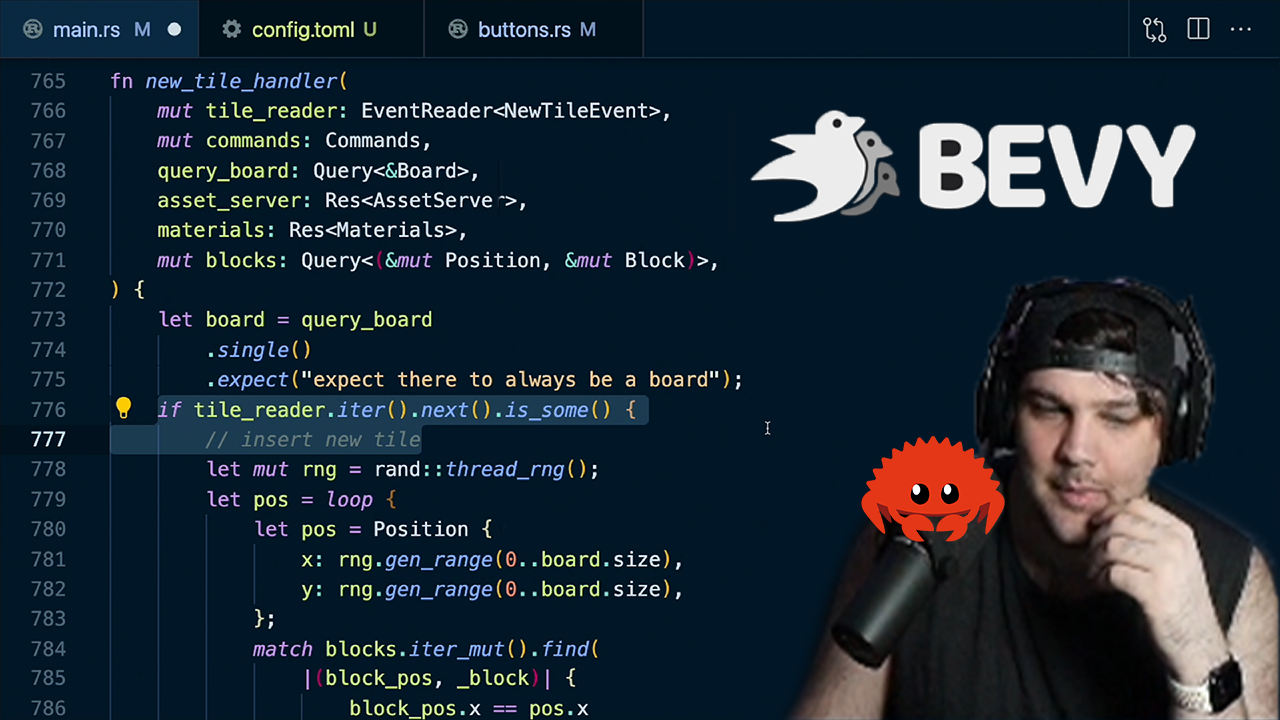 main.rs M config.toml U buttons.rs M
765 fn new_tile_handler(
766 mut tile_reader: EventReader<NewTileEvent>,
767 mut commands: Commands,
768 query_board: Query<&Board>,
769 asset_server: Res<AssetServer>,
770 materials: Res<Materials>,
771 mut blocks: Query<(&mut Position, &mut Block)>,
772 ) {
773 let board = query_board
774 .single()
775 .expect("expect there to always be a board");
776 if tile_reader.iter().next().is_some() {
777 // insert new tile
778 let mut rng = rand::thread_rng();
779 let pos = loop {
780 let pos = Position {
781 x: rng.gen_range(0..board.size),
782 y: rng.gen_range(0..board.size),
783 };
784 match blocks.iter_mut().find(
785 |(block_pos, _block)| {
786 block_pos.x == pos.x
BEVY